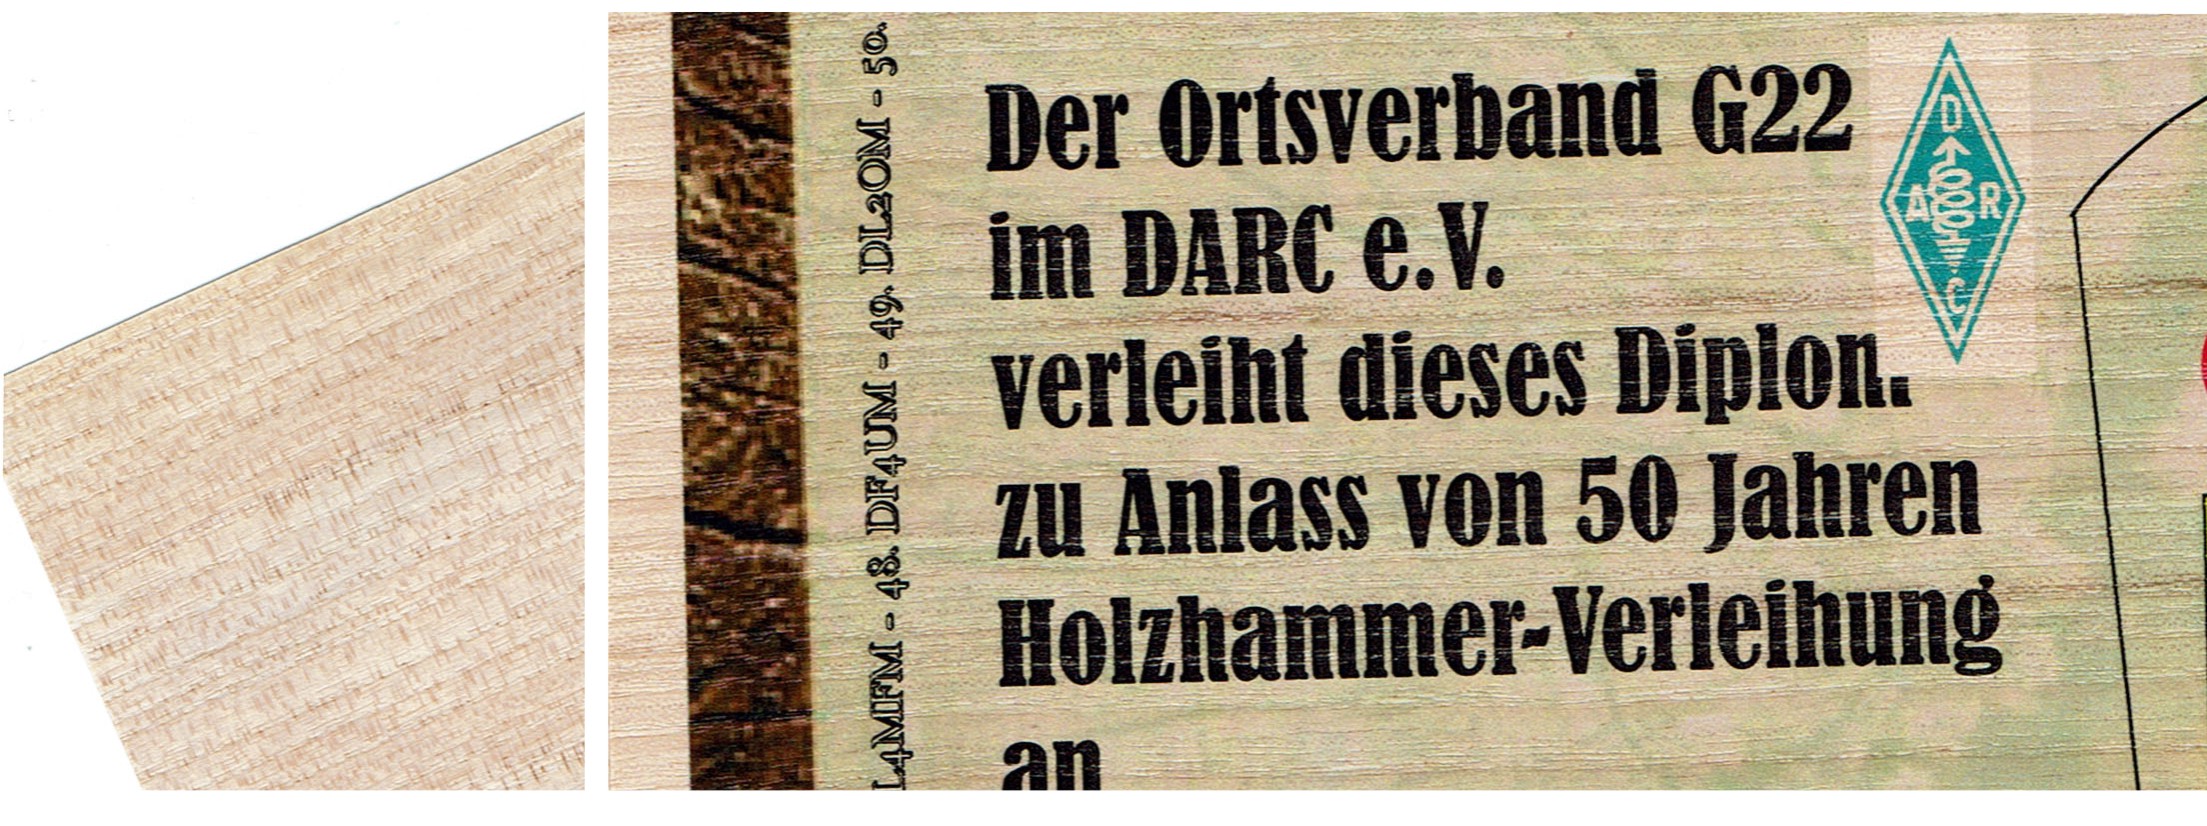 Der Ortsverband G22
im DARC e.V.
verleiht dieses Diplon.
zu Anlass von 50 Jahren
Holzhammer-Verleihung
an
L4MFM - 48. DF4UM - 49. DL2OM - 50.
D
A R
C